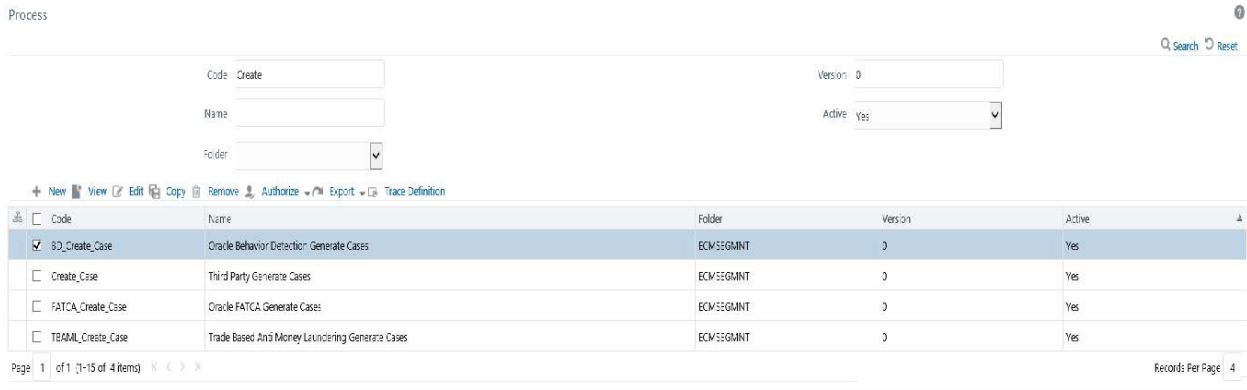 Process
Search Reset
Code Create Version 0
Name Active Yes
Folder
New View Edit Copy Remove Authorize Export Trace Definition
Code Name Folder Version Active
BD_Create_Case Oracle Behavior Detection Generate Cases ECMSEGMNT 0 Yes
Create_Case Third Party Generate Cases ECMSEGMNT 0 Yes
FATCA_Create_Case Oracle FATCA Generate Cases ECMSEGMNT 0 Yes
TBAML_Create_Case Trade Based Anti Money Laundering Generate Cases ECMSEGMNT 0 Yes
Page 1 of 1 (1-15 of 4 items) Records Per Page 4